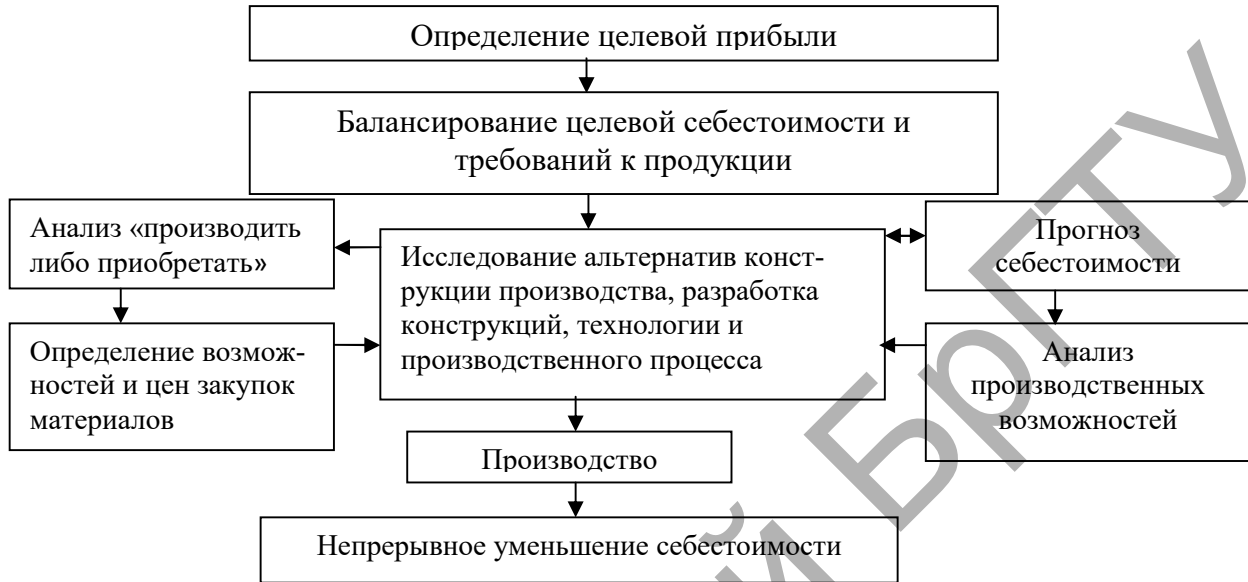 Определение целевой прибыли
Балансирование целевой себестоимости и
требований к продукции
Анализ «производить
либо приобретать»
Исследование альтернатив конст-
рукции производства, разработка
конструкций, технологии и
производственного процесса
Прогноз
себестоимости
Определение возмож-
ностей и цен закупок
материалов
Анализ
производственных
возможностей
Производство
Непрерывное уменьшение себестоимости
й БрГТУ